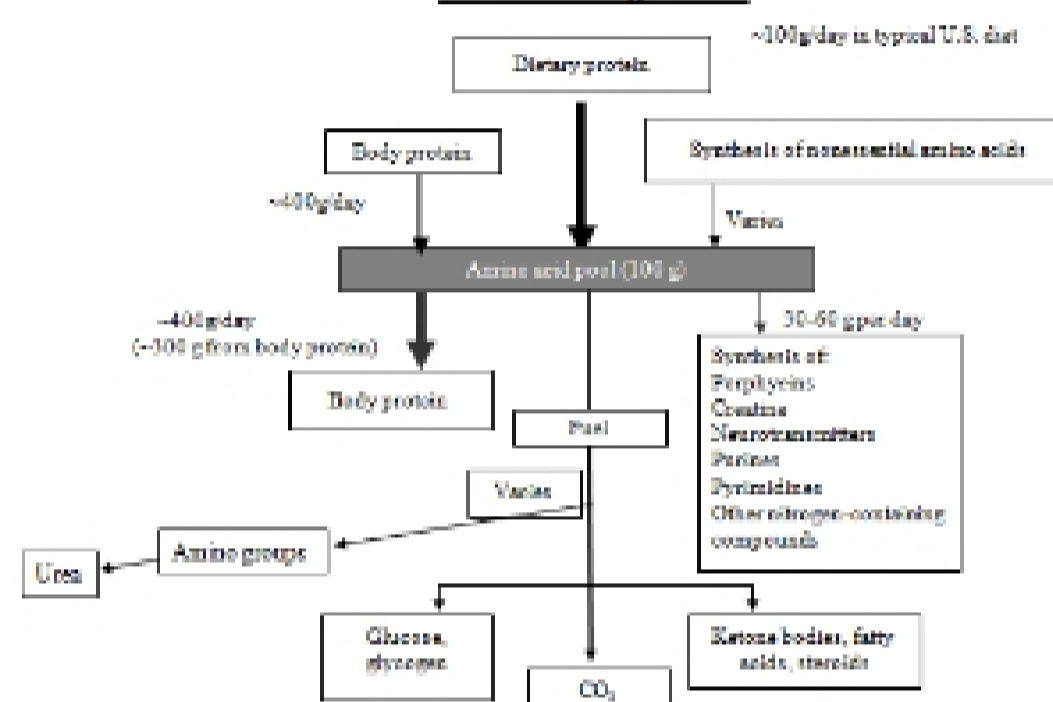 ~100g/day in typical U.S. diet
Dietary protein
Body protein
Synthesis of nonessential amino acids
~400g/day
Varies
Amino acid pool (100 g)
~400g/day
(~300 g from body protein)
30-60 g per day
Synthesis of:
Porphyrins
Creatine
Neurotransmitters
Purines
Pyrimidines
Other nitrogen-containing
compounds
Body protein
Fuel
Varies
Amino groups
Urea
Glucose,
glycogen
Ketone bodies, fatty
acids, steroids
CO₂